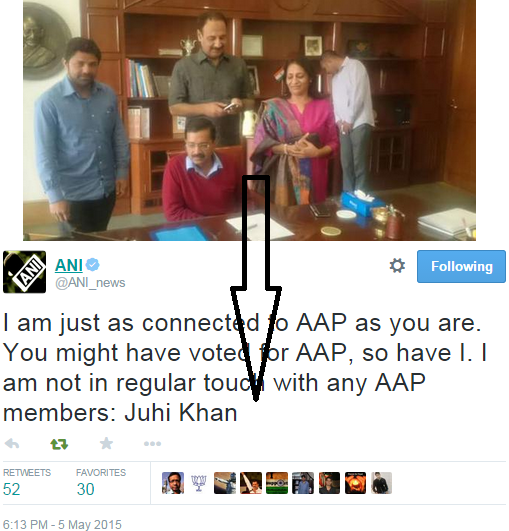 ANI
ANI
@ANI_news
Following
I am just as connected to AAP as you are.
You might have voted for AAP, so have I. I
am not in regular touch with any AAP
members: Juhi Khan
RETWEETS
FAVORITES
52
30
6:13 PM - 5 May 2015